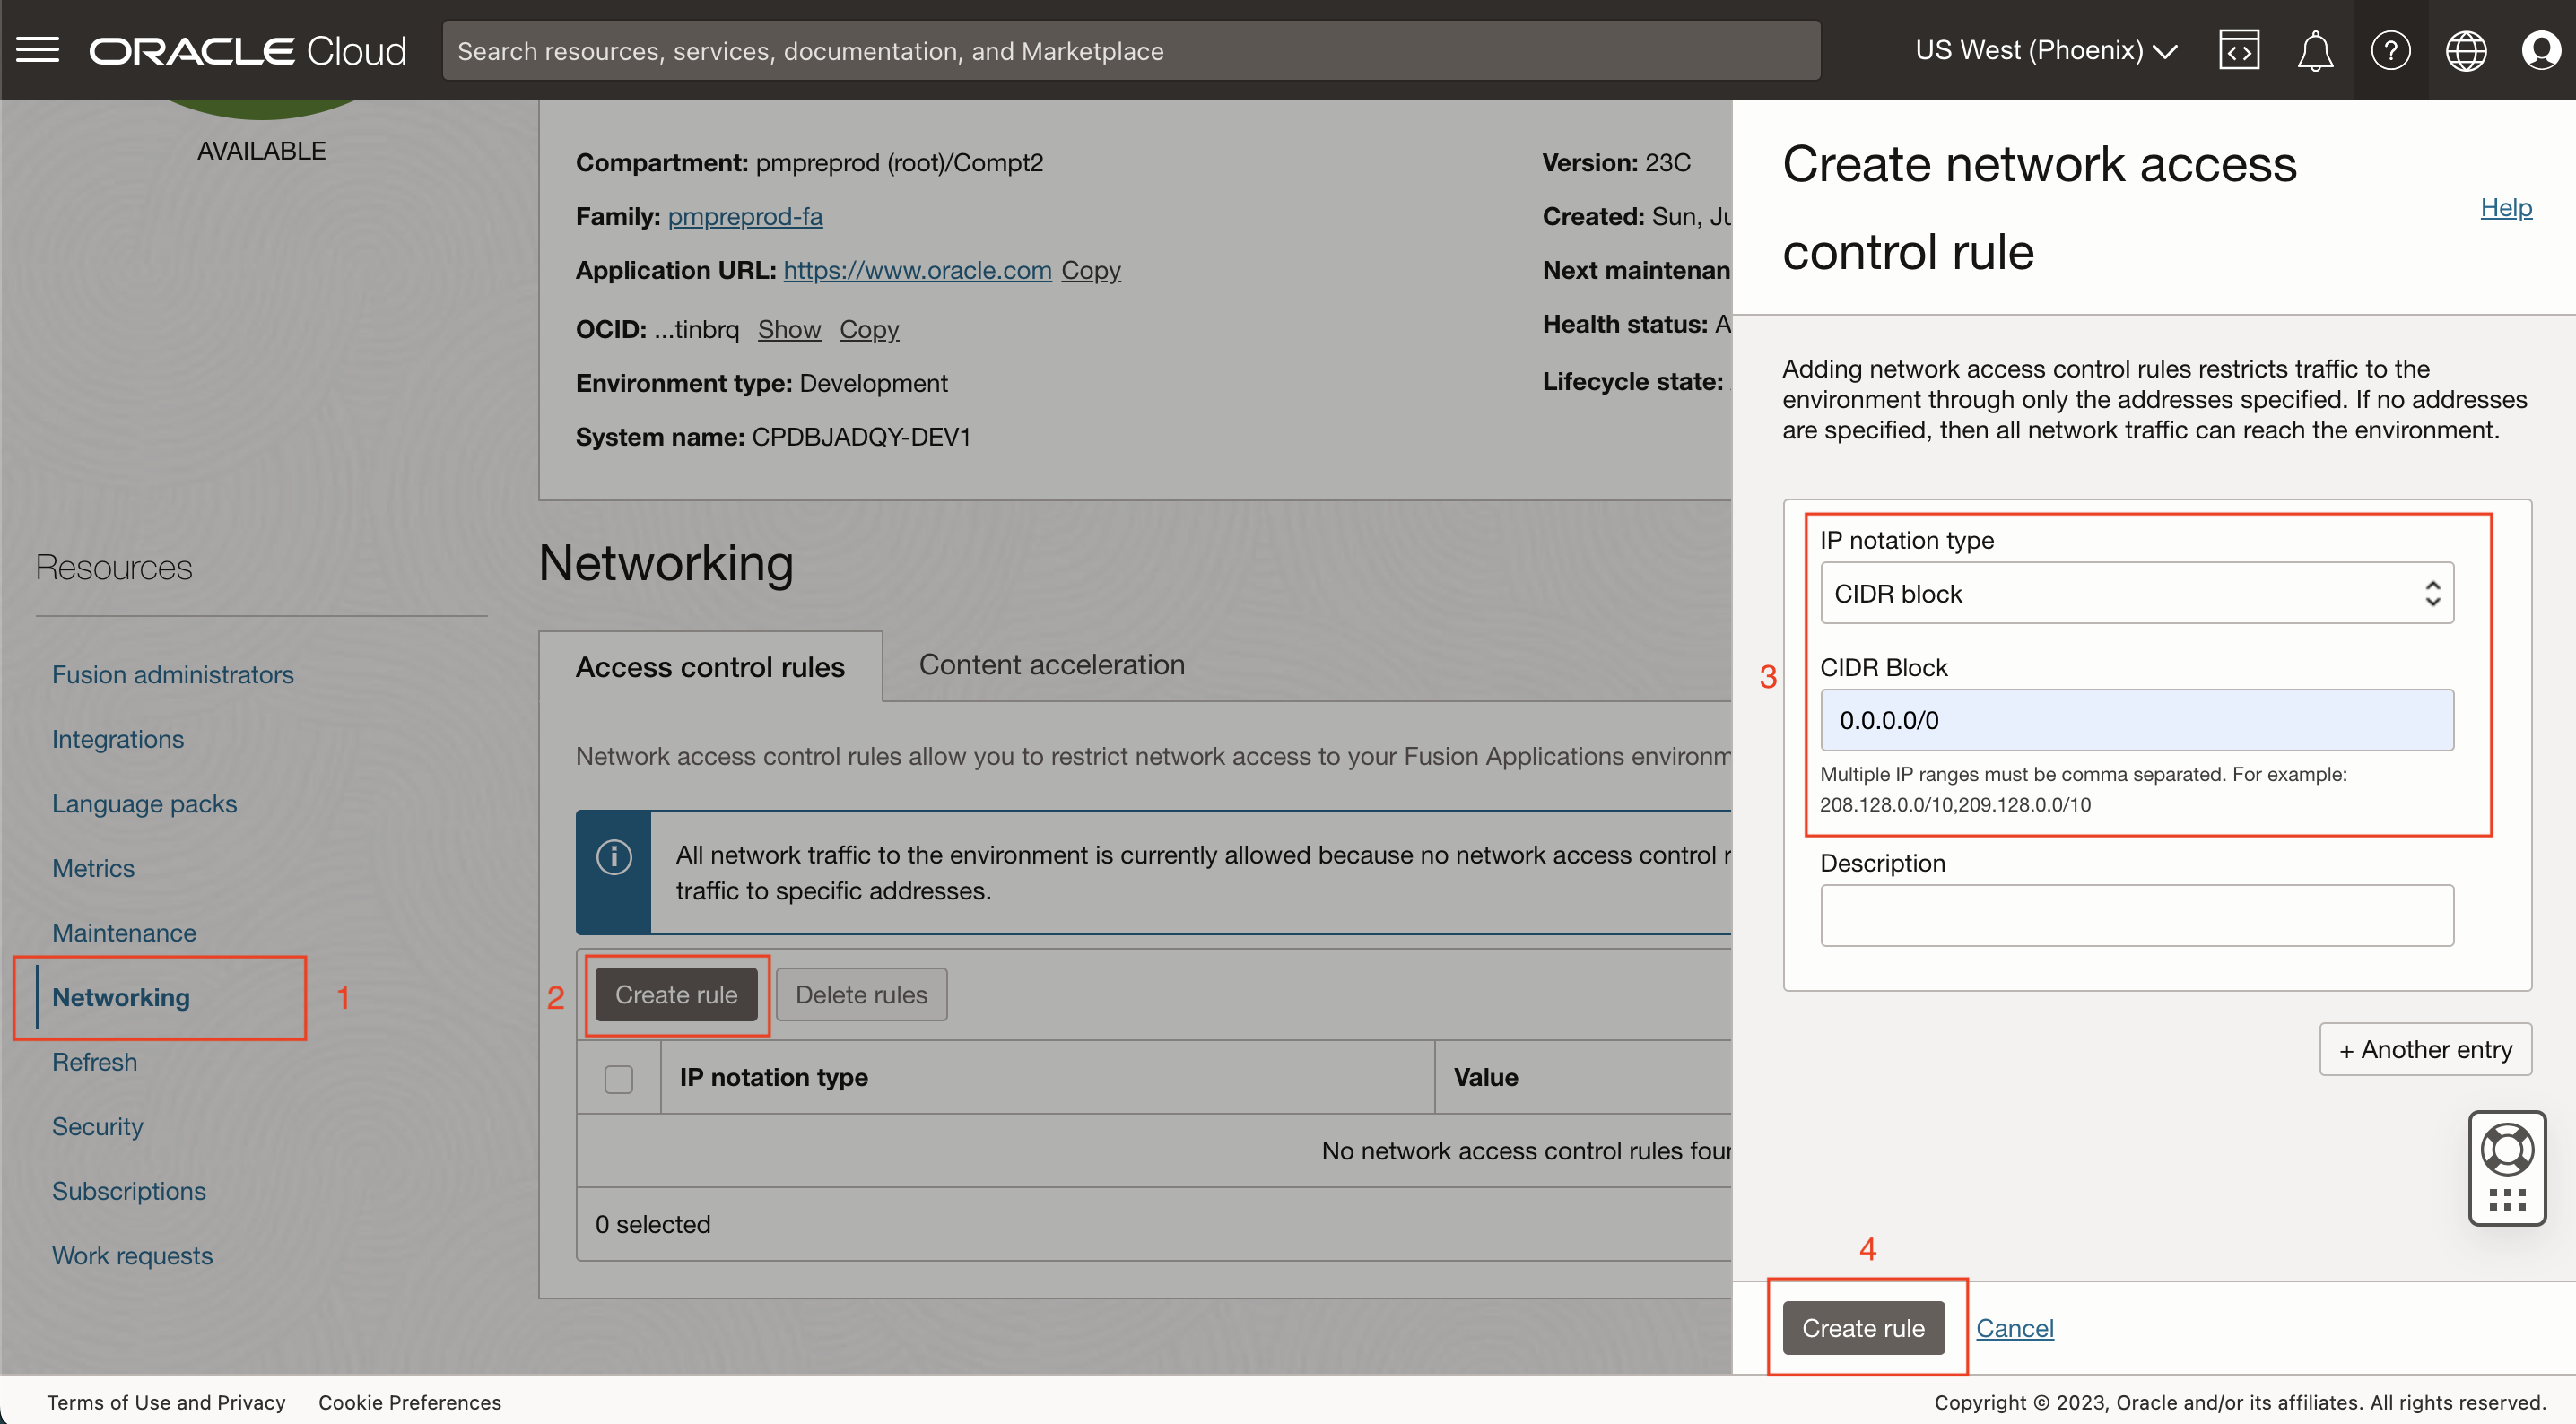 ORACLE Cloud
Search resources, services, documentation, and Marketplace
US West (Phoenix)
AVAILABLE
Resources
Fusion administrators
Integrations
Language packs
Metrics
Maintenance
Networking
1
Refresh
Security
Subscriptions
Work requests
Compartment: pmpreprod (root)/Compt2
Family: pmpreprod-fa
Application URL: https://www.oracle.com Copy
OCID: ...tinbrq Show Copy
Environment type: Development
System name: CPDBJADQY-DEV1
Version: 23C
Created: Sun, Ju
Next maintenan
Health status: A
Lifecycle state:
Networking
Access control rules
Content acceleration
Network access control rules allow you to restrict network access to your Fusion Applications environm
All network traffic to the environment is currently allowed because no network access control r
traffic to specific addresses.
2
Create rule
Delete rules
IP notation type
Value
No network access control rules four
0 selected
Create network access
control rule
Help
Adding network access control rules restricts traffic to the
environment through only the addresses specified. If no addresses
are specified, then all network traffic can reach the environment.
3
IP notation type
CIDR block
CIDR Block
0.0.0.0/0
Multiple IP ranges must be comma separated. For example:
208.128.0.0/10,209.128.0.0/10
Description
+ Another entry
4
Create rule
Cancel
Terms of Use and Privacy
Cookie Preferences
Copyright © 2023, Oracle and/or its affiliates. All rights reserved.